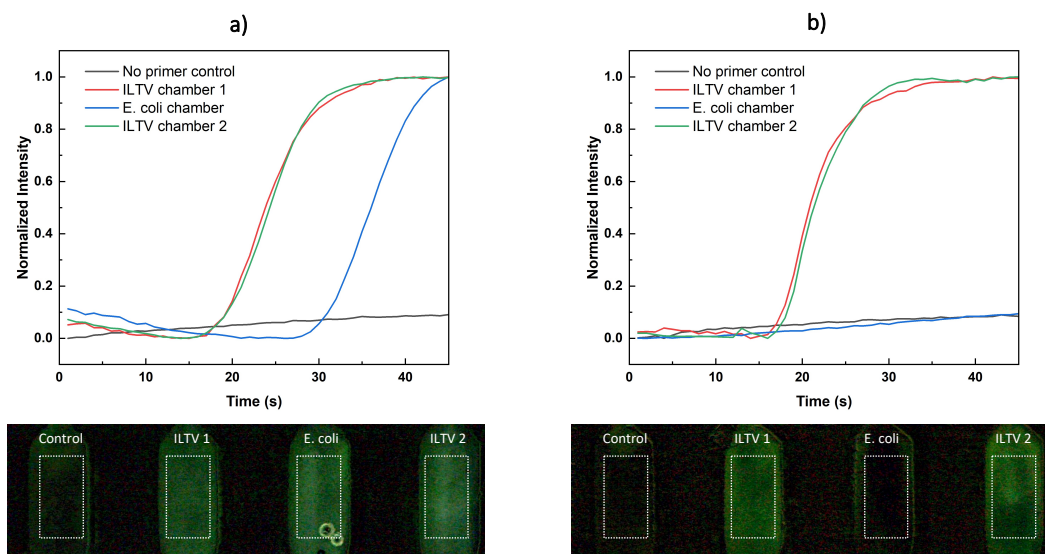 a)
No primer control
ILTV chamber 1
E. coli chamber
ILTV chamber 2
Normalized Intensity
1.0
0.8
0.6
0.4
0.2
0.0
0 10 20 30 40
Time (s)
Control ILTV 1 E. coli ILTV 2
b)
No primer control
ILTV chamber 1
E. coli chamber
ILTV chamber 2
Normalized Intensity
1.0
0.8
0.6
0.4
0.2
0.0
0 10 20 30 40
Time (s)
Control ILTV 1 E. coli ILTV 2